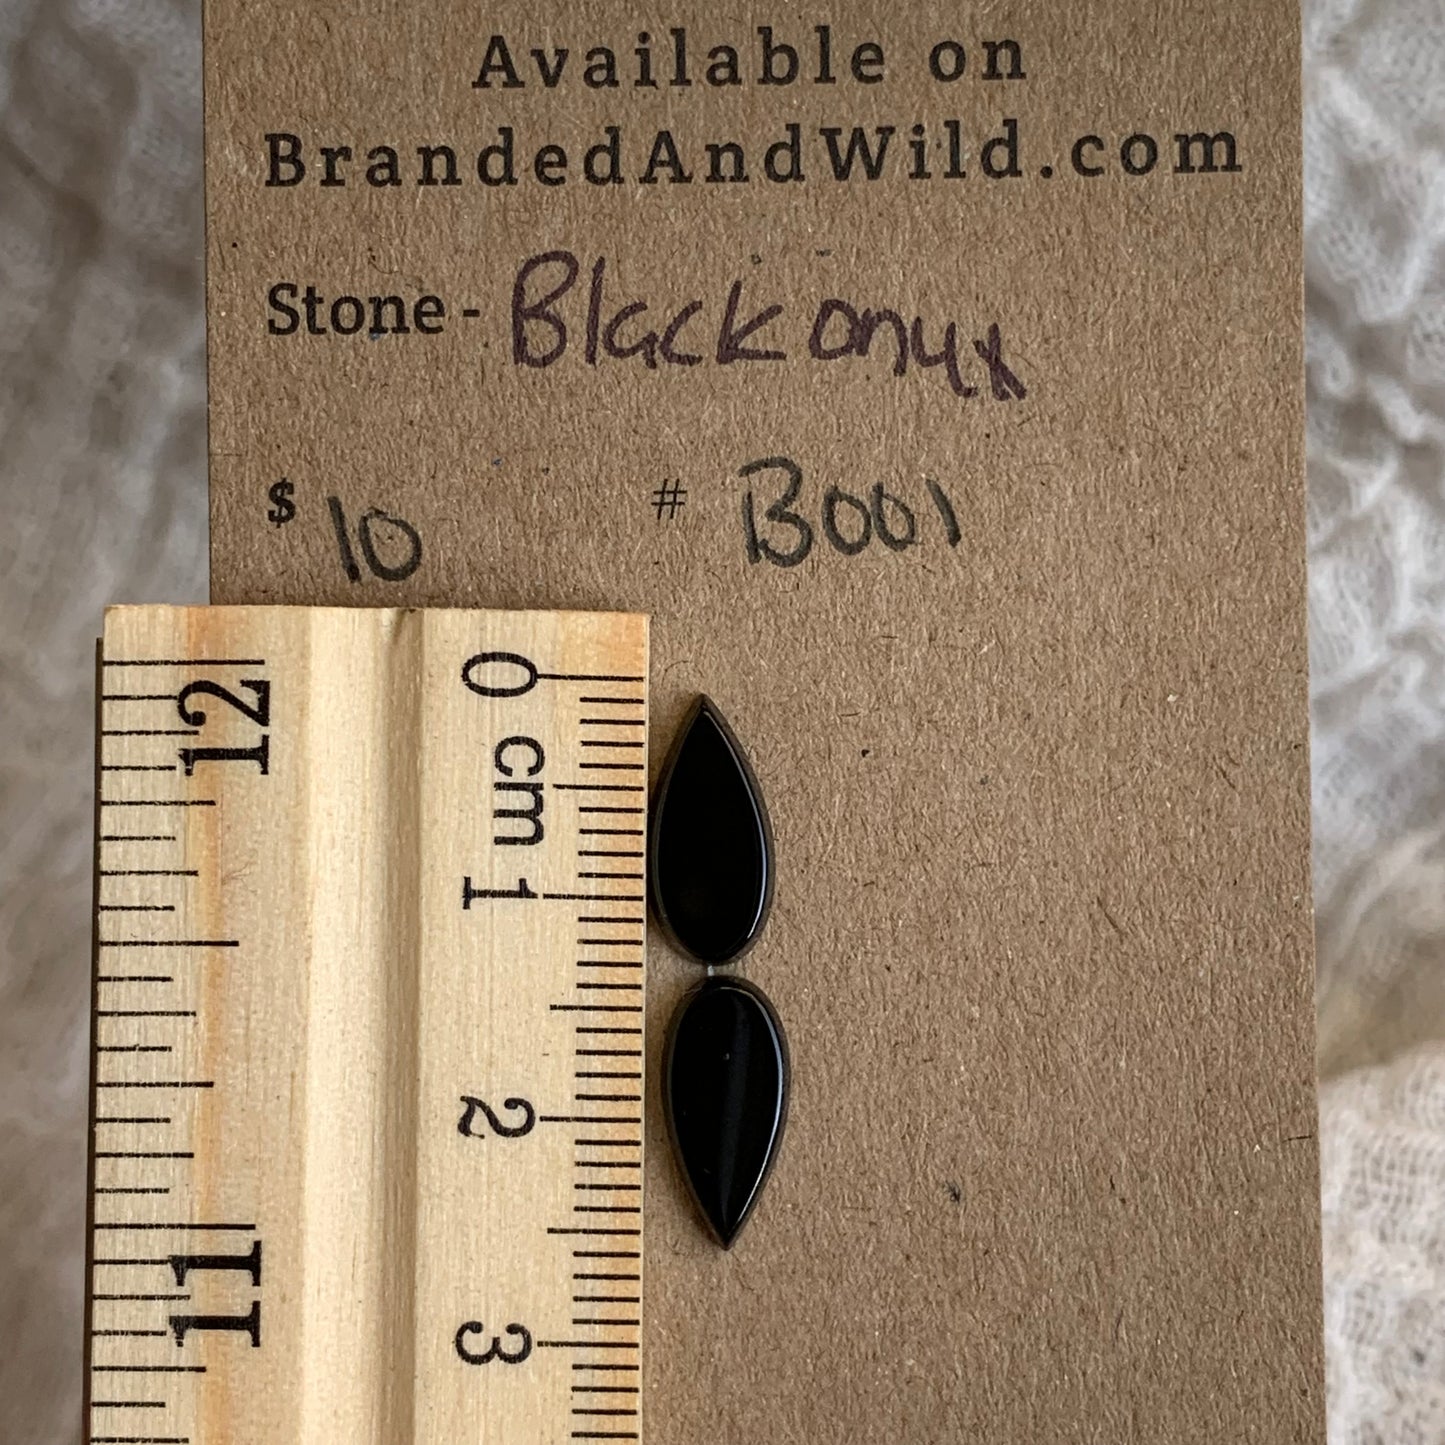 Available on
BrandedAndWild.com
Stone - Black onyx
$ 10 # B001
0 cm 1 2 3
12 11